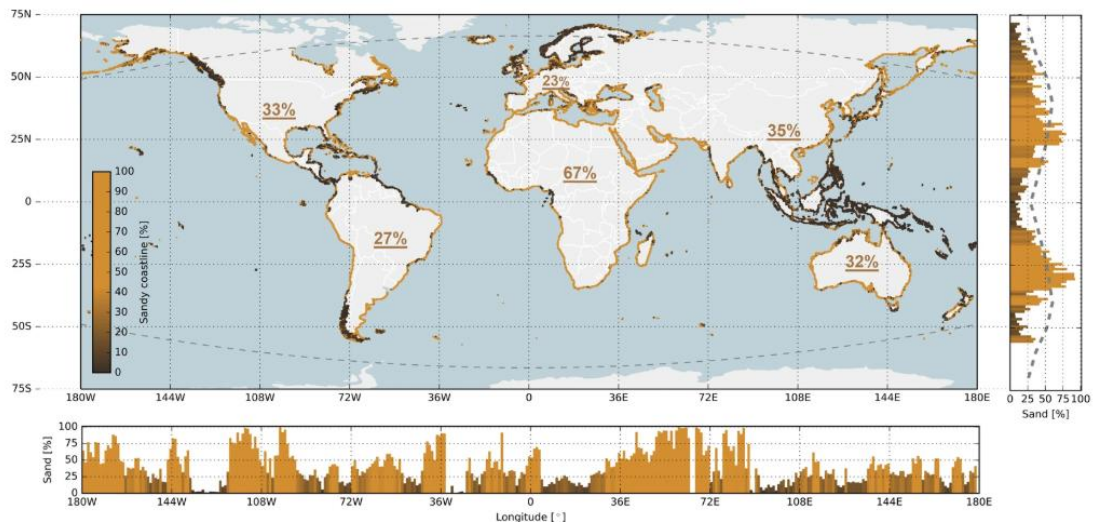 75N
50N
25N
0
25S
50S
75S
33%
23%
35%
67%
27%
32%
100
90
80
70
60
50
40
30
20
10
0
Sandy coastline [%]
180W 144W 108W 72W 36W 0 36E 72E 108E 144E 180E
0 25 50 75 100
Sand [%]
100
75
50
25
0
Sand [%]
180W 144W 108W 72W 36W 0 36E 72E 108E 144E 180E
Longitude [°]